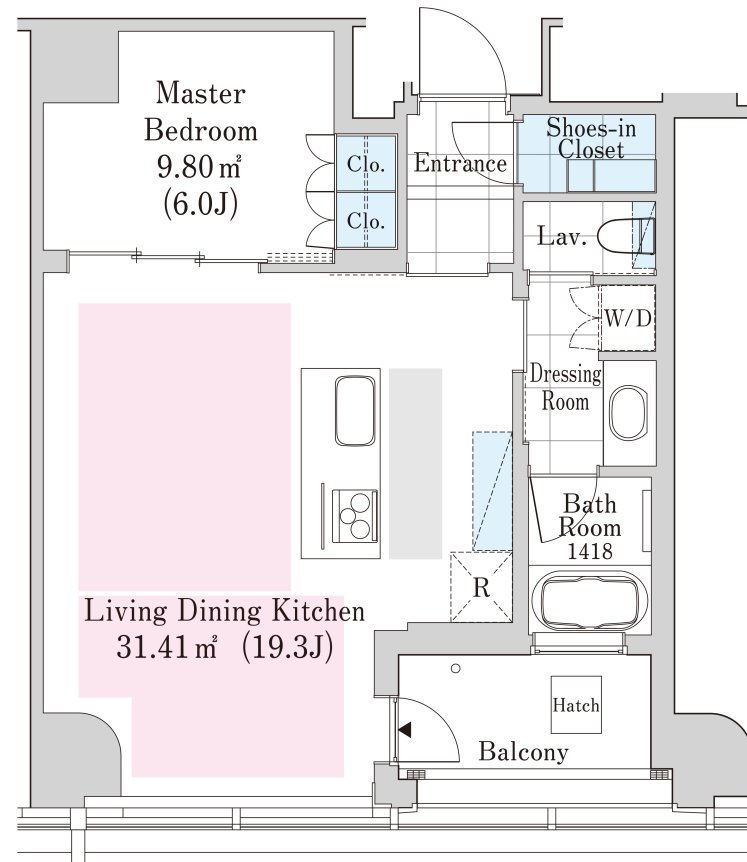 Master
Bedroom
9.80㎡
(6.0J)
Clo.
Clo.
Entrance
Shoes-in
Closet
Lav.
W/D
Dressing
Room
Bath
Room
1418
R
Living Dining Kitchen
31.41㎡ (19.3J)
Hatch
Balcony